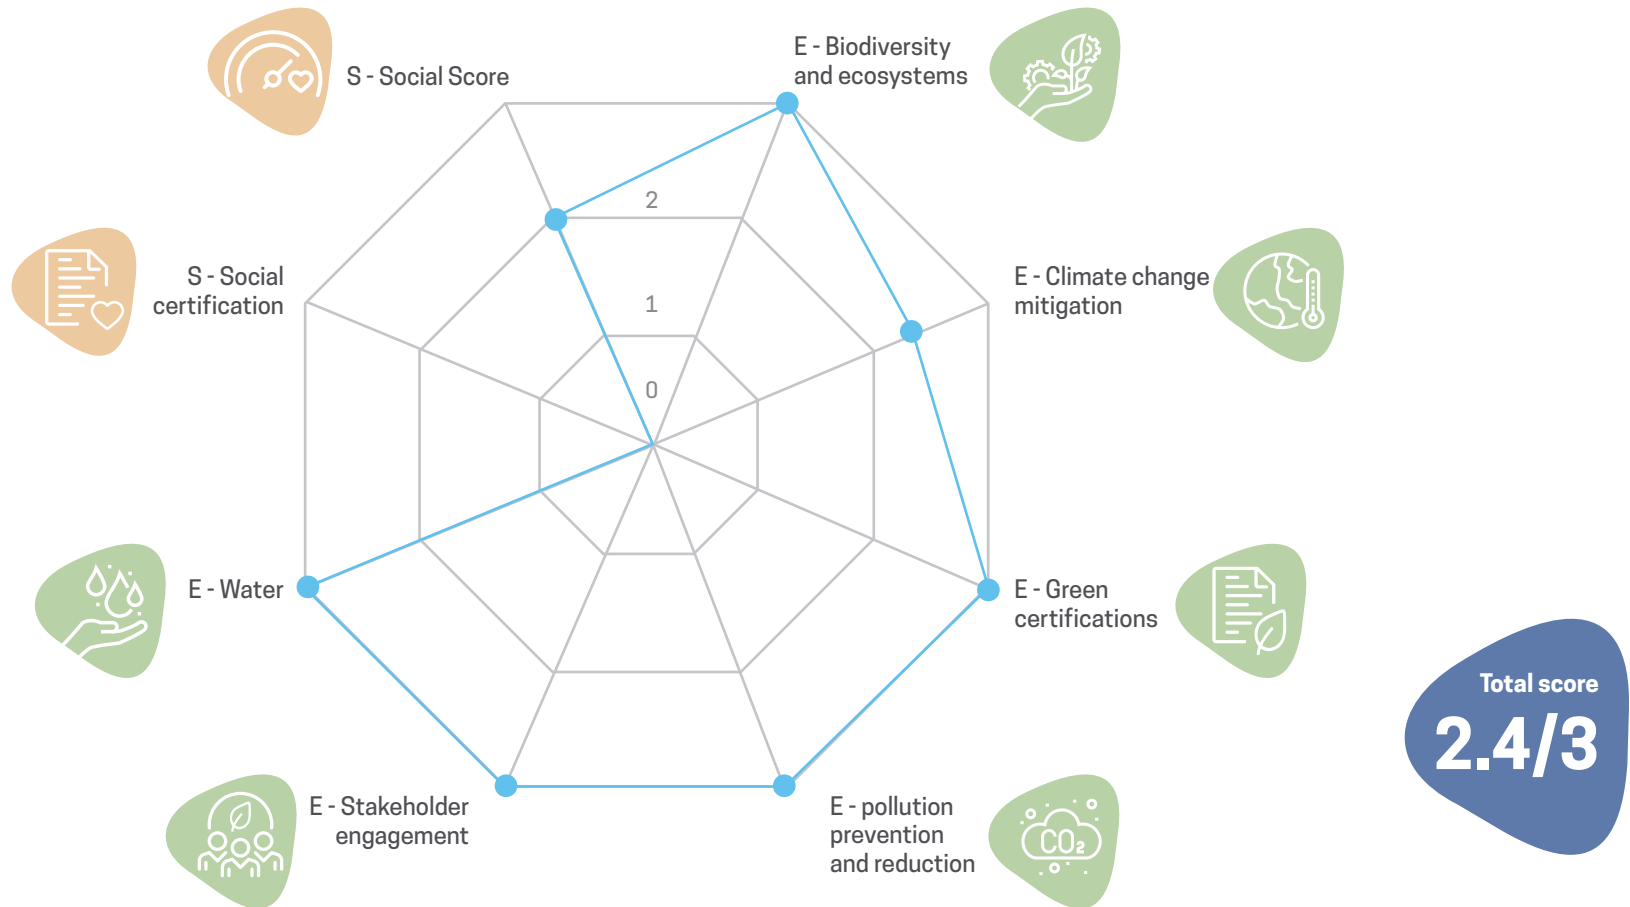 E - Biodiversity
and ecosystems
S - Social Score
2
S - Social
certification
E - Climate change
mitigation
1
0
E - Water
E - Green
certifications
Total score
2.4/3
E - Stakeholder
engagement
E - pollution
prevention
and reduction
CO₂